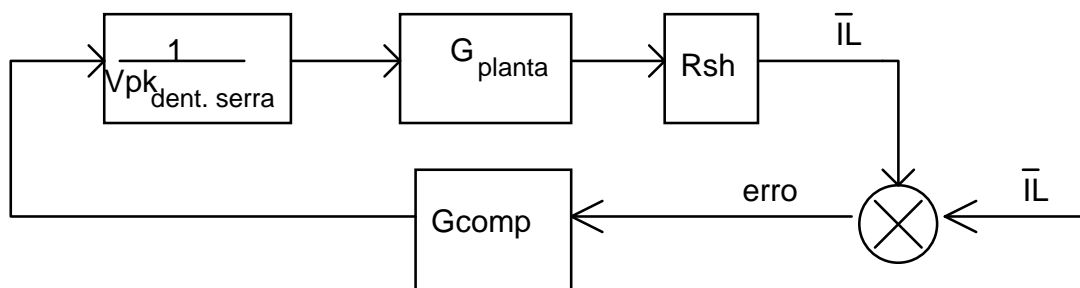 1
Vpk dent. serra
G planta
Rsh
IL
Gcomp
erro
IL